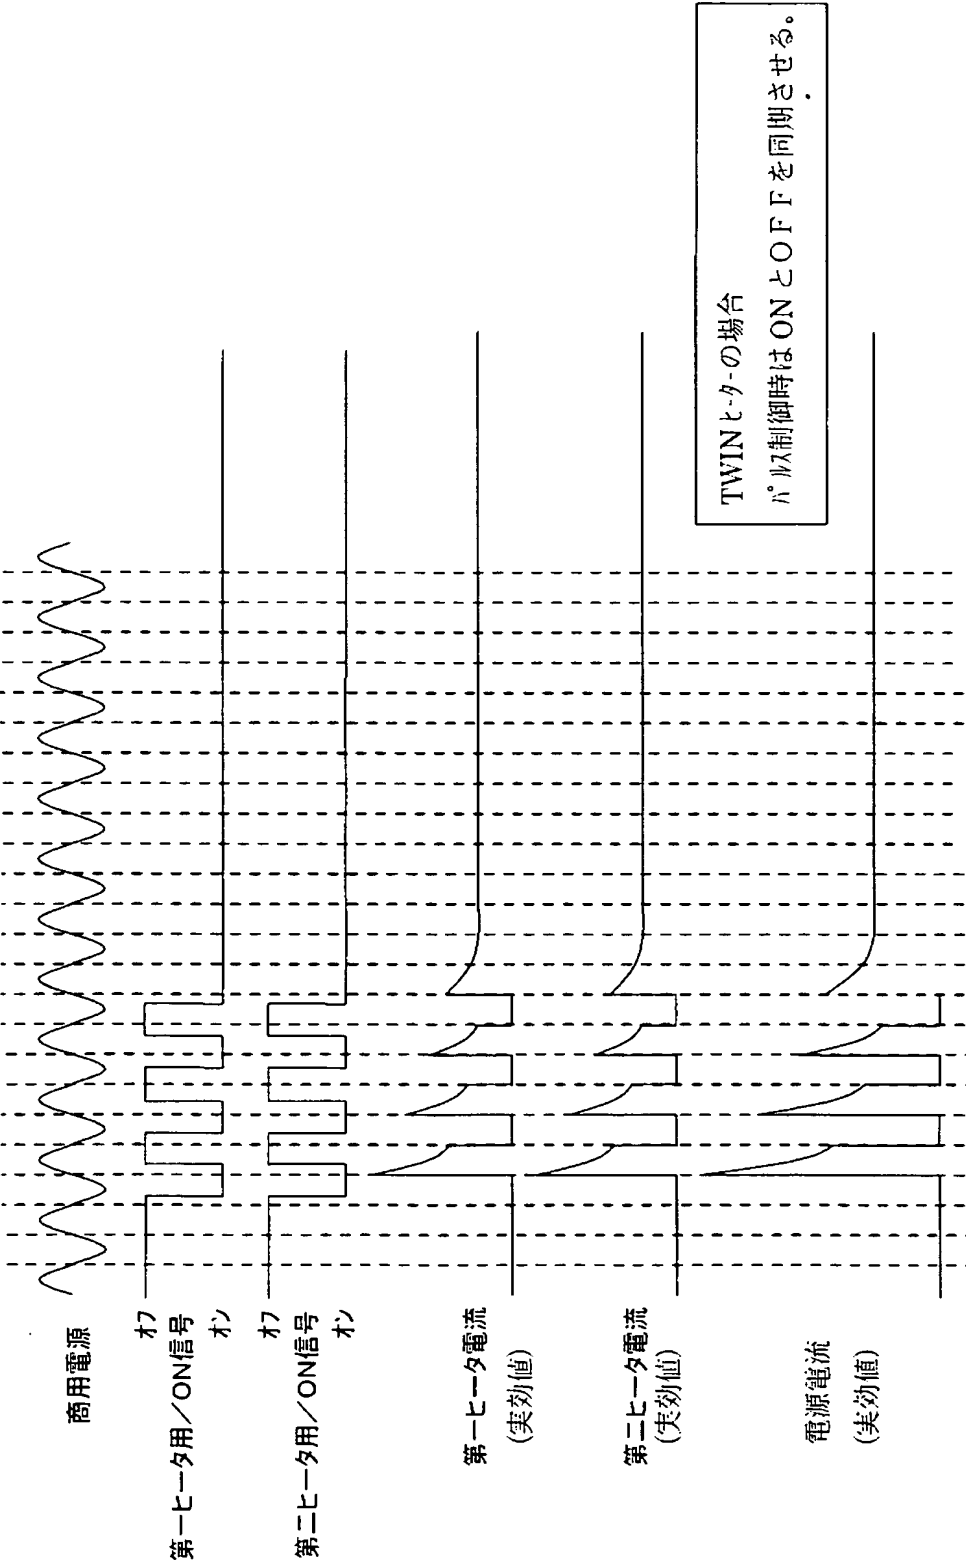 商用電源
オフ
第一ヒータ用／ON信号
オン
オフ
第二ヒータ用／ON信号
オン
第一ヒータ電流
(実効値)
第二ヒータ電流
(実効値)
電源電流
(実効値)
TWINﾋｰﾀｰの場合
ﾊﾟﾙｽ制御時はONとOFFを同期させる。